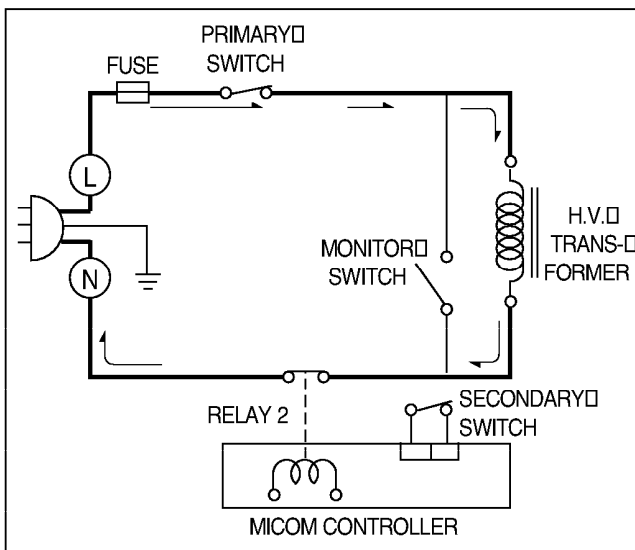 PRIMARY□
SWITCH
FUSE
L
N
MONITOR□
SWITCH
H.V.□
TRANS-□
FORMER
RELAY 2
SECONDARY□
SWITCH
MICOM CONTROLLER